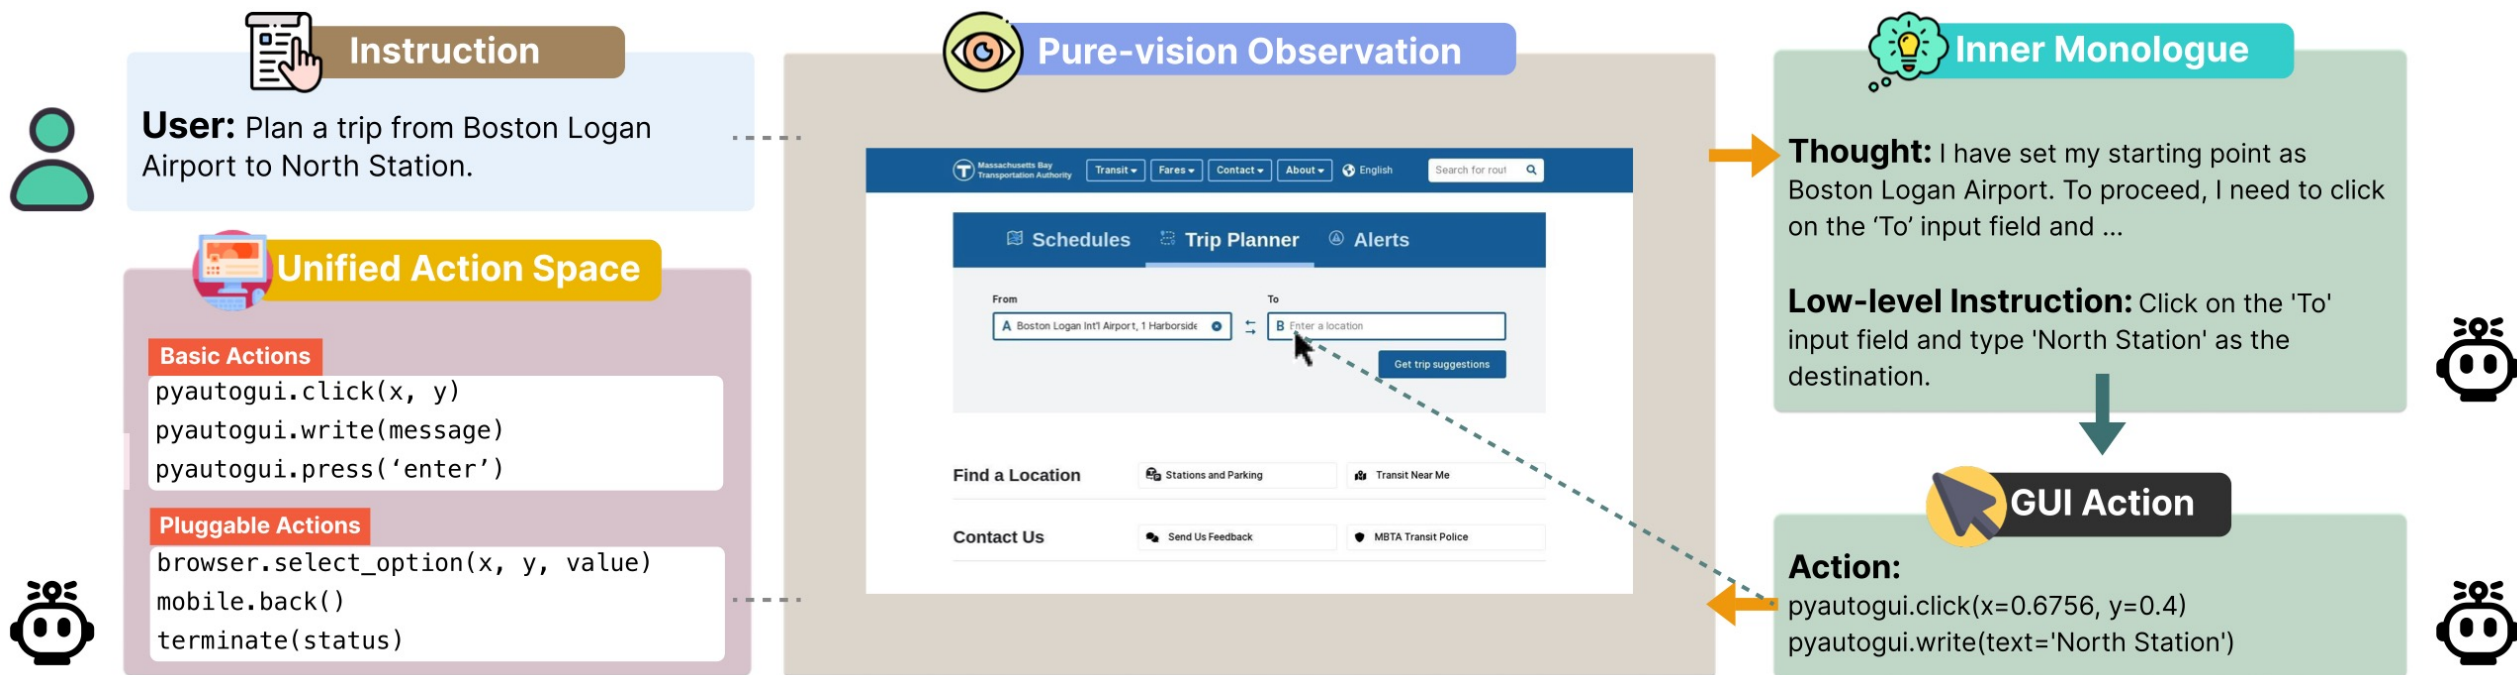 Instruction
User: Plan a trip from Boston Logan
Airport to North Station.
Unified Action Space
Basic Actions
pyautogui.click(x, y)
pyautogui.write(message)
pyautogui.press(‘enter’)
Pluggable Actions
browser.select_option(x, y, value)
mobile.back()
terminate(status)
Pure-vision Observation
T Massachusetts Bay
Transportation Authority
Transit Fares Contact About English Search for rout
Schedules Trip Planner Alerts
From To
A Boston Logan Int'l Airport, 1 Harborside B Enter a location
Get trip suggestions
Find a Location Stations and Parking Transit Near Me
Contact Us Send Us Feedback MBTA Transit Police
Inner Monologue
Thought: I have set my starting point as
Boston Logan Airport. To proceed, I need to click
on the ‘To’ input field and ...
Low-level Instruction: Click on the 'To'
input field and type 'North Station' as the
destination.
GUI Action
Action:
pyautogui.click(x=0.6756, y=0.4)
pyautogui.write(text='North Station')